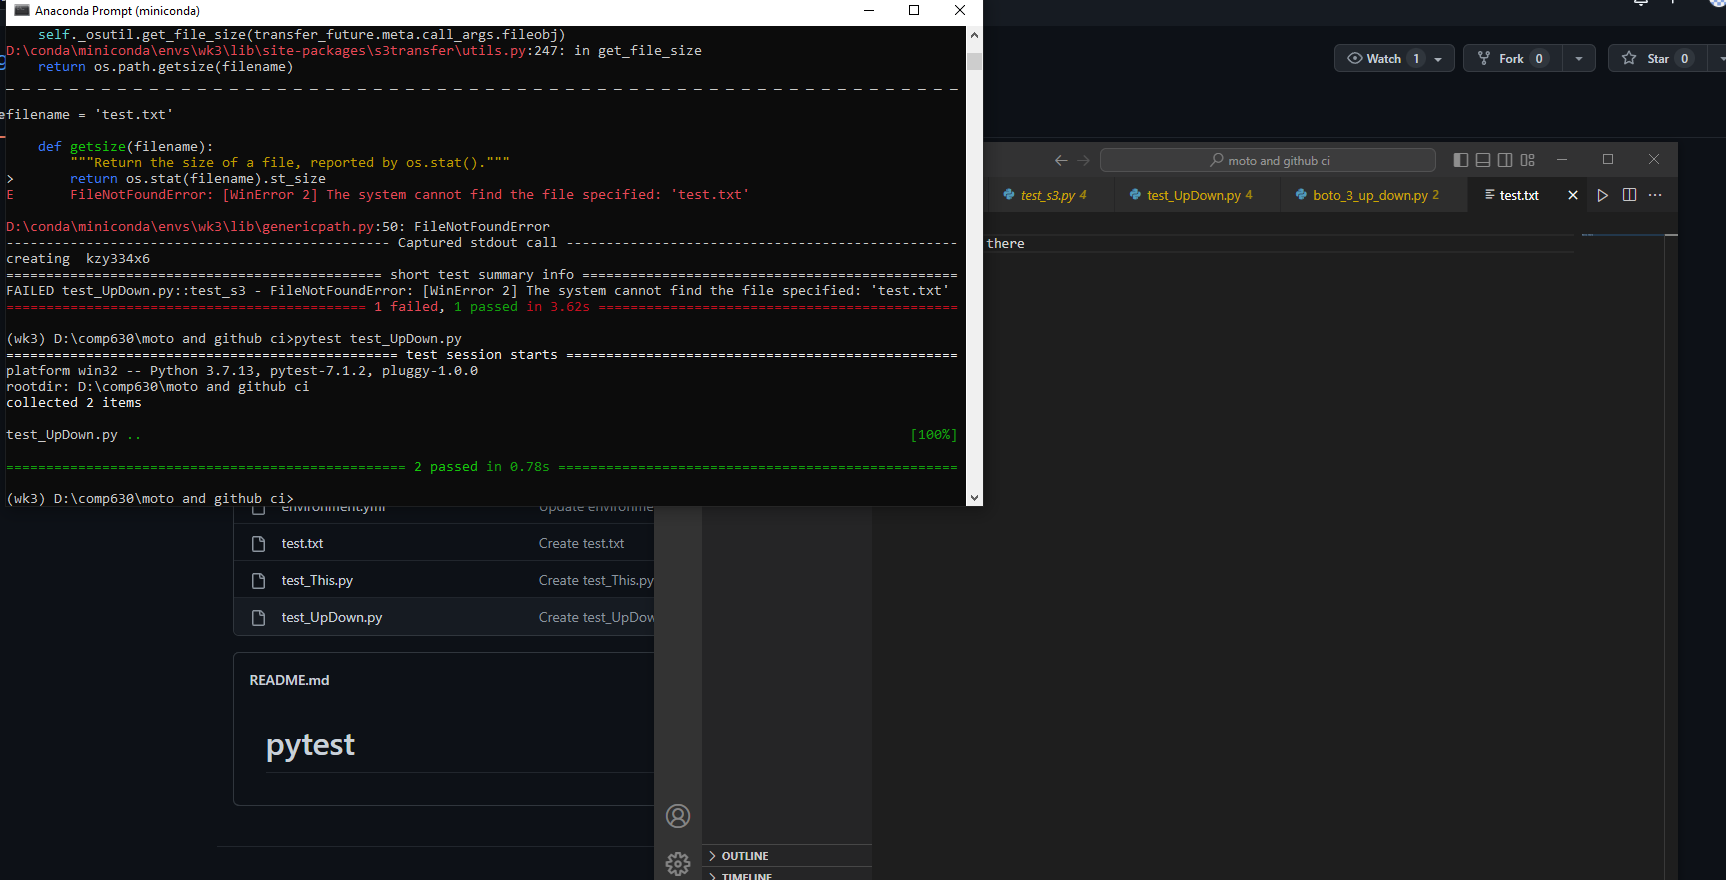 Anaconda Prompt (miniconda)
self._osutil.get_file_size(transfer_future.meta.call_args.fileobj)
D:\conda\miniconda\envs\wk3\lib\site-packages\s3transfer\utils.py:247: in get_file_size
return os.path.getsize(filename)
_ _ _ _ _ _ _ _ _ _ _ _ _ _ _ _ _ _ _ _ _ _ _ _ _ _ _ _ _ _ _ _ _ _ _ _ _ _ _ _ _ _ _ _ _ _ _ _ _ _ _ _ _ _ _ _ _ _ _ _
filename = 'test.txt'
def getsize(filename):
"""Return the size of a file, reported by os.stat()."""
> return os.stat(filename).st_size
E FileNotFoundError: [WinError 2] The system cannot find the file specified: 'test.txt'
D:\conda\miniconda\envs\wk3\lib\genericpath.py:50: FileNotFoundError
------------------------------------------------ Captured stdout call -------------------------------------------------
creating kzy334x6
=============================================== short test summary info ===============================================
FAILED test_UpDown.py::test_s3 - FileNotFoundError: [WinError 2] The system cannot find the file specified: 'test.txt'
============================================= 1 failed, 1 passed in 3.62s =============================================
(wk3) D:\comp630\moto and github ci>pytest test_UpDown.py
================================================= test session starts =================================================
platform win32 -- Python 3.7.13, pytest-7.1.2, pluggy-1.0.0
rootdir: D:\comp630\moto and github ci
collected 2 items
test_UpDown.py .. [100%]
================================================== 2 passed in 0.78s ==================================================
(wk3) D:\comp630\moto and github ci>
Watch 1
Fork 0
Star 0
moto and github ci
test_s3.py 4
test_UpDown.py 4
boto_3_up_down.py 2
test.txt
there
environment.yml Update environme
test.txt Create test.txt
test_This.py Create test_This.py
test_UpDown.py Create test_UpDow
README.md
pytest
OUTLINE
TIMELINE